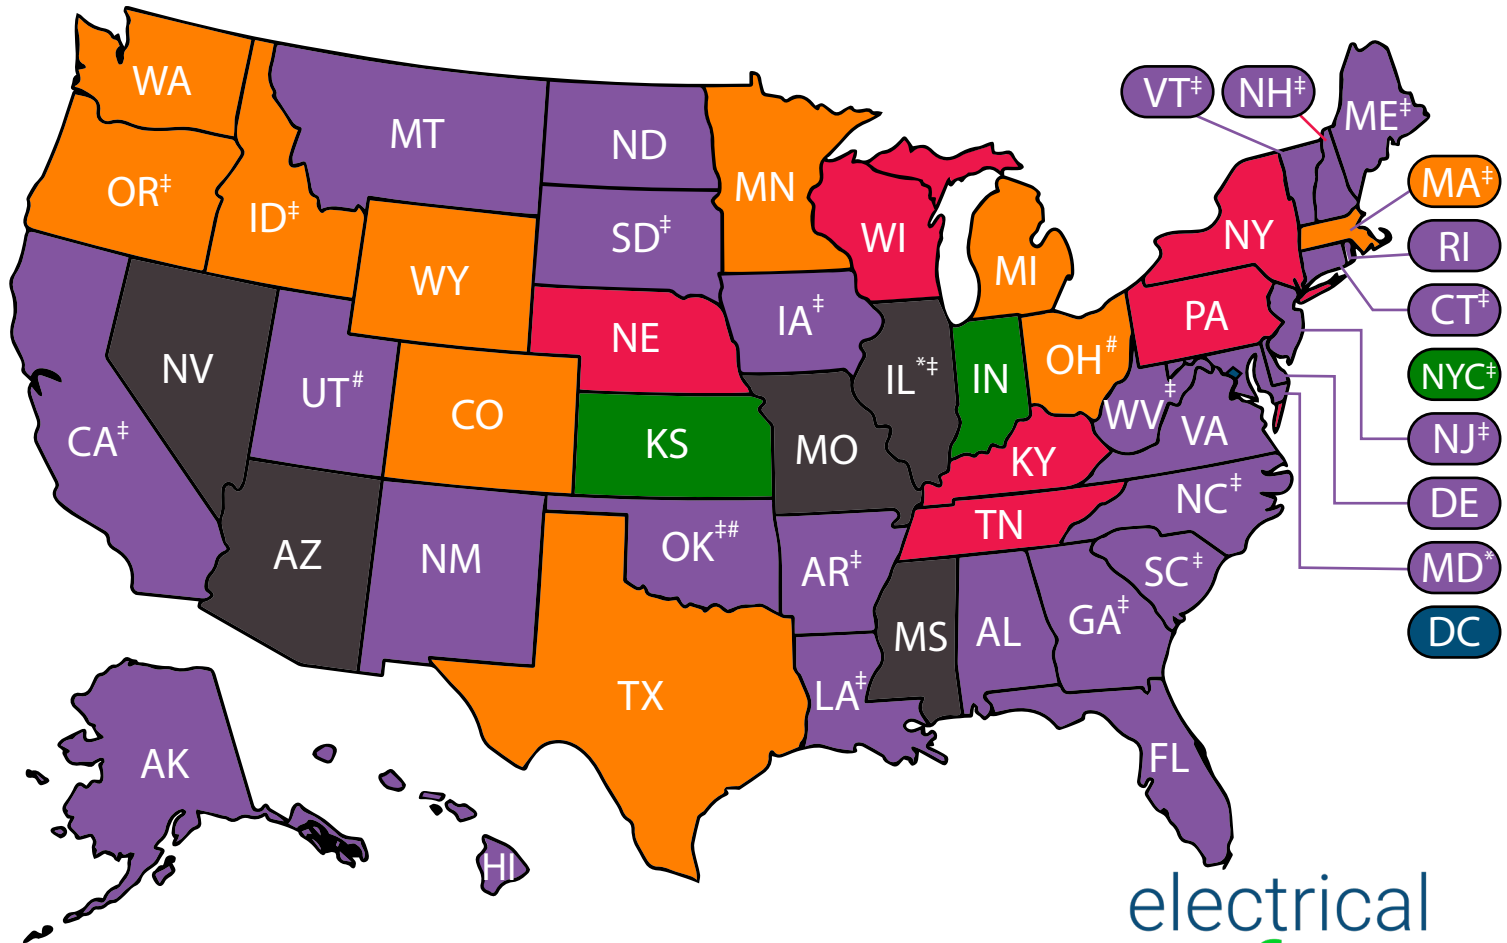 WA
MT
ND
MN
VT‡
NH‡
ME‡
OR‡
ID‡
SD‡
WI
MI
NY
MA‡
RI
WY
NE
IA‡
PA
CT‡
NV
UT#
CO
IL*‡
IN
OH#
NYC‡
CA‡
KS
MO
KY
WV‡
VA
NJ‡
AZ
NM
OK‡#
AR‡
TN
NC‡
DE
SC‡
MD*
TX
LA‡
MS
AL
GA‡
DC
AK
HI
FL
electrical